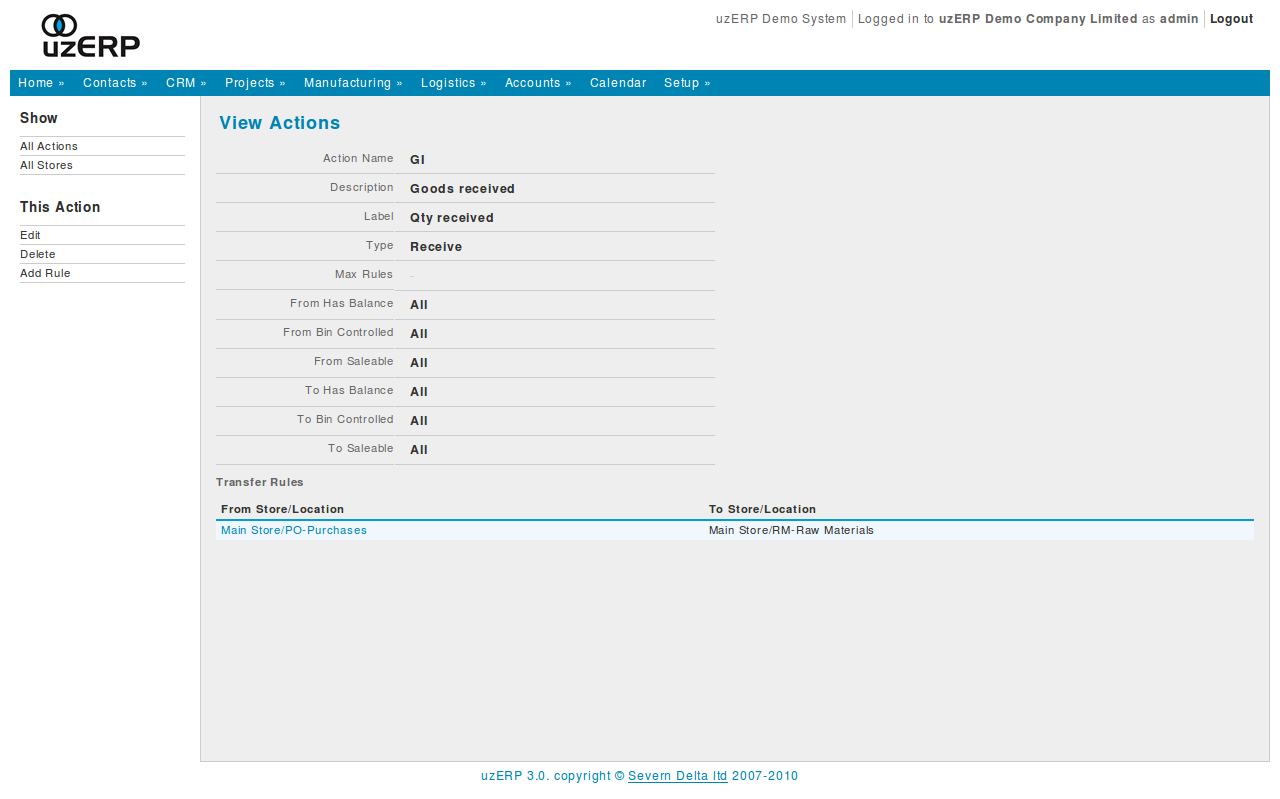 uzERP
uzERP Demo System Logged in to uzERP Demo Company Limited as admin Logout
Home » Contacts » CRM » Projects » Manufacturing » Logistics » Accounts » Calendar Setup »
Show
All Actions
All Stores
This Action
Edit
Delete
Add Rule
View Actions
Action Name GI
Description Goods received
Label Qty received
Type Receive
Max Rules -
From Has Balance All
From Bin Controlled All
From Saleable All
To Has Balance All
To Bin Controlled All
To Saleable All
Transfer Rules
From Store/Location To Store/Location
Main Store/PO-Purchases Main Store/RM-Raw Materials
uzERP 3.0. copyright © Severn Delta ltd 2007-2010